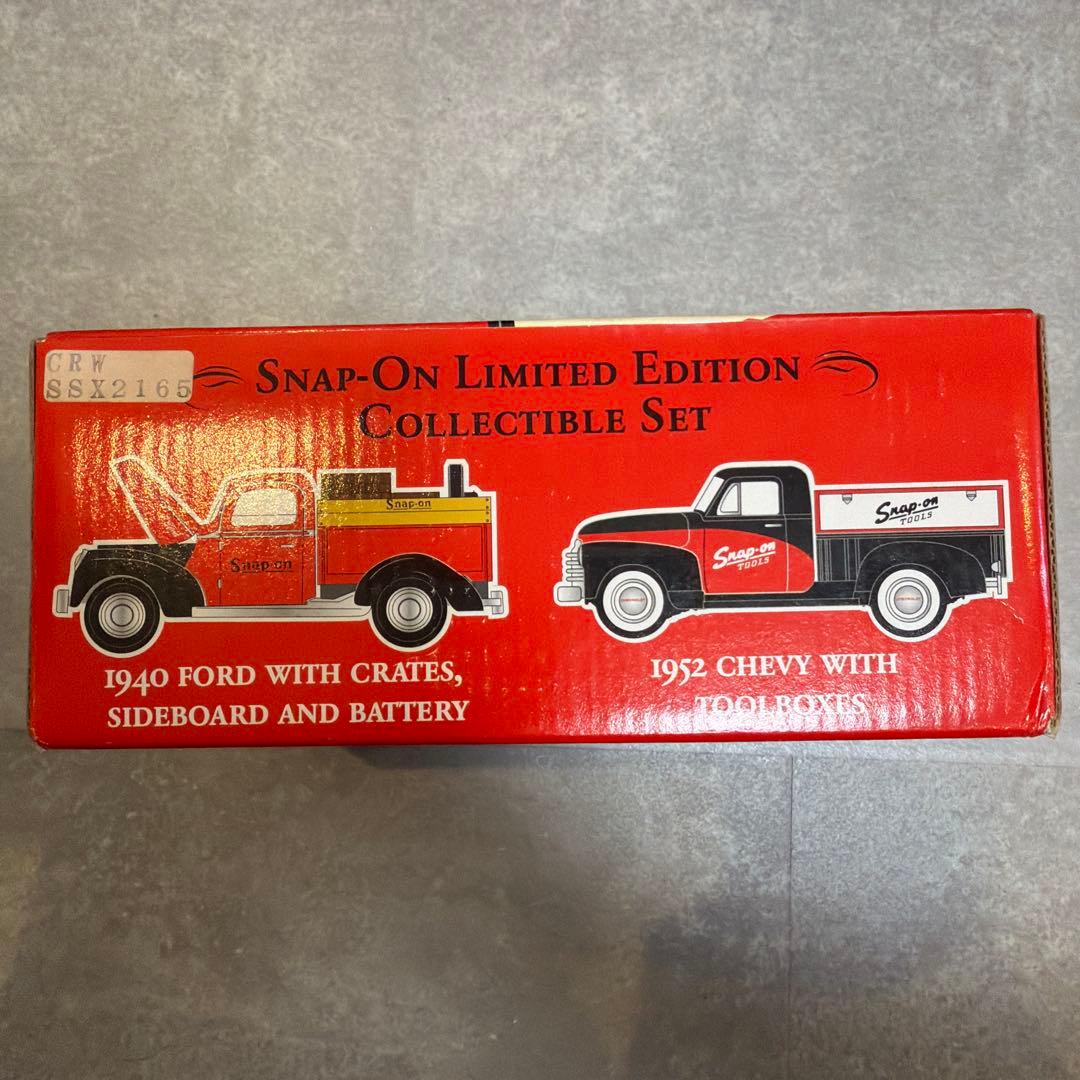 CRW
SSX2165
SNAP-ON LIMITED EDITION
COLLECTIBLE SET
Snap-on
Snap-on
Snap-on
TOOLS
Snap-on
TOOLS
1940 FORD WITH CRATES,
SIDEBOARD AND BATTERY
1952 CHEVY WITH
TOOLBOXES